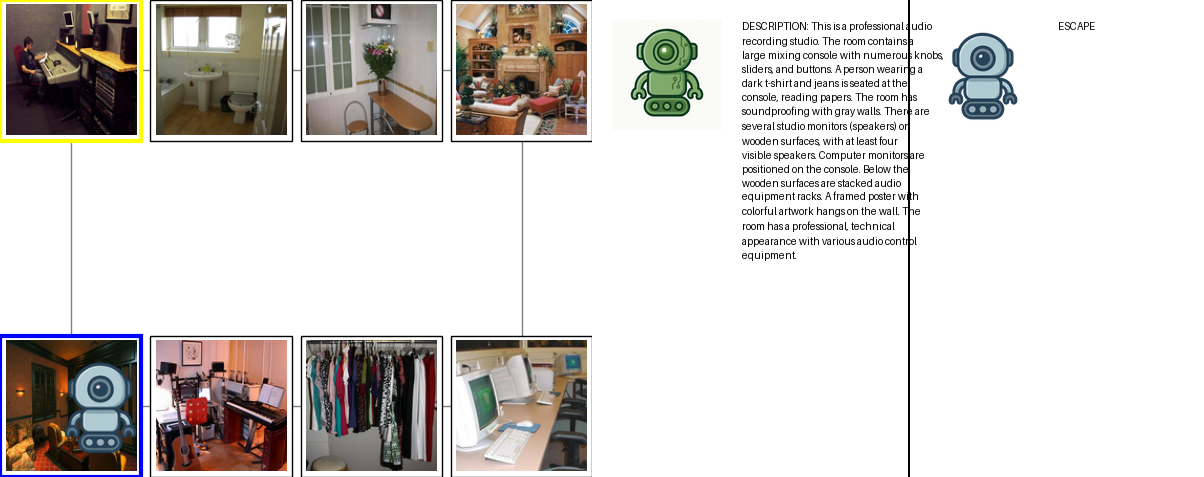 DESCRIPTION: This is a professional audio
recording studio. The room contains a
large mixing console with numerous knobs,
sliders, and buttons. A person wearing a
dark t-shirt and jeans is seated at the
console, reading papers. The room has
soundproofing with gray walls. There are
several studio monitors (speakers) on
wooden surfaces, with at least four
visible speakers. Computer monitors are
positioned on the console. Below the
wooden surfaces are stacked audio
equipment racks. A framed poster with
colorful artwork hangs on the wall. The
room has a professional, technical
appearance with various audio control
equipment.
ESCAPE